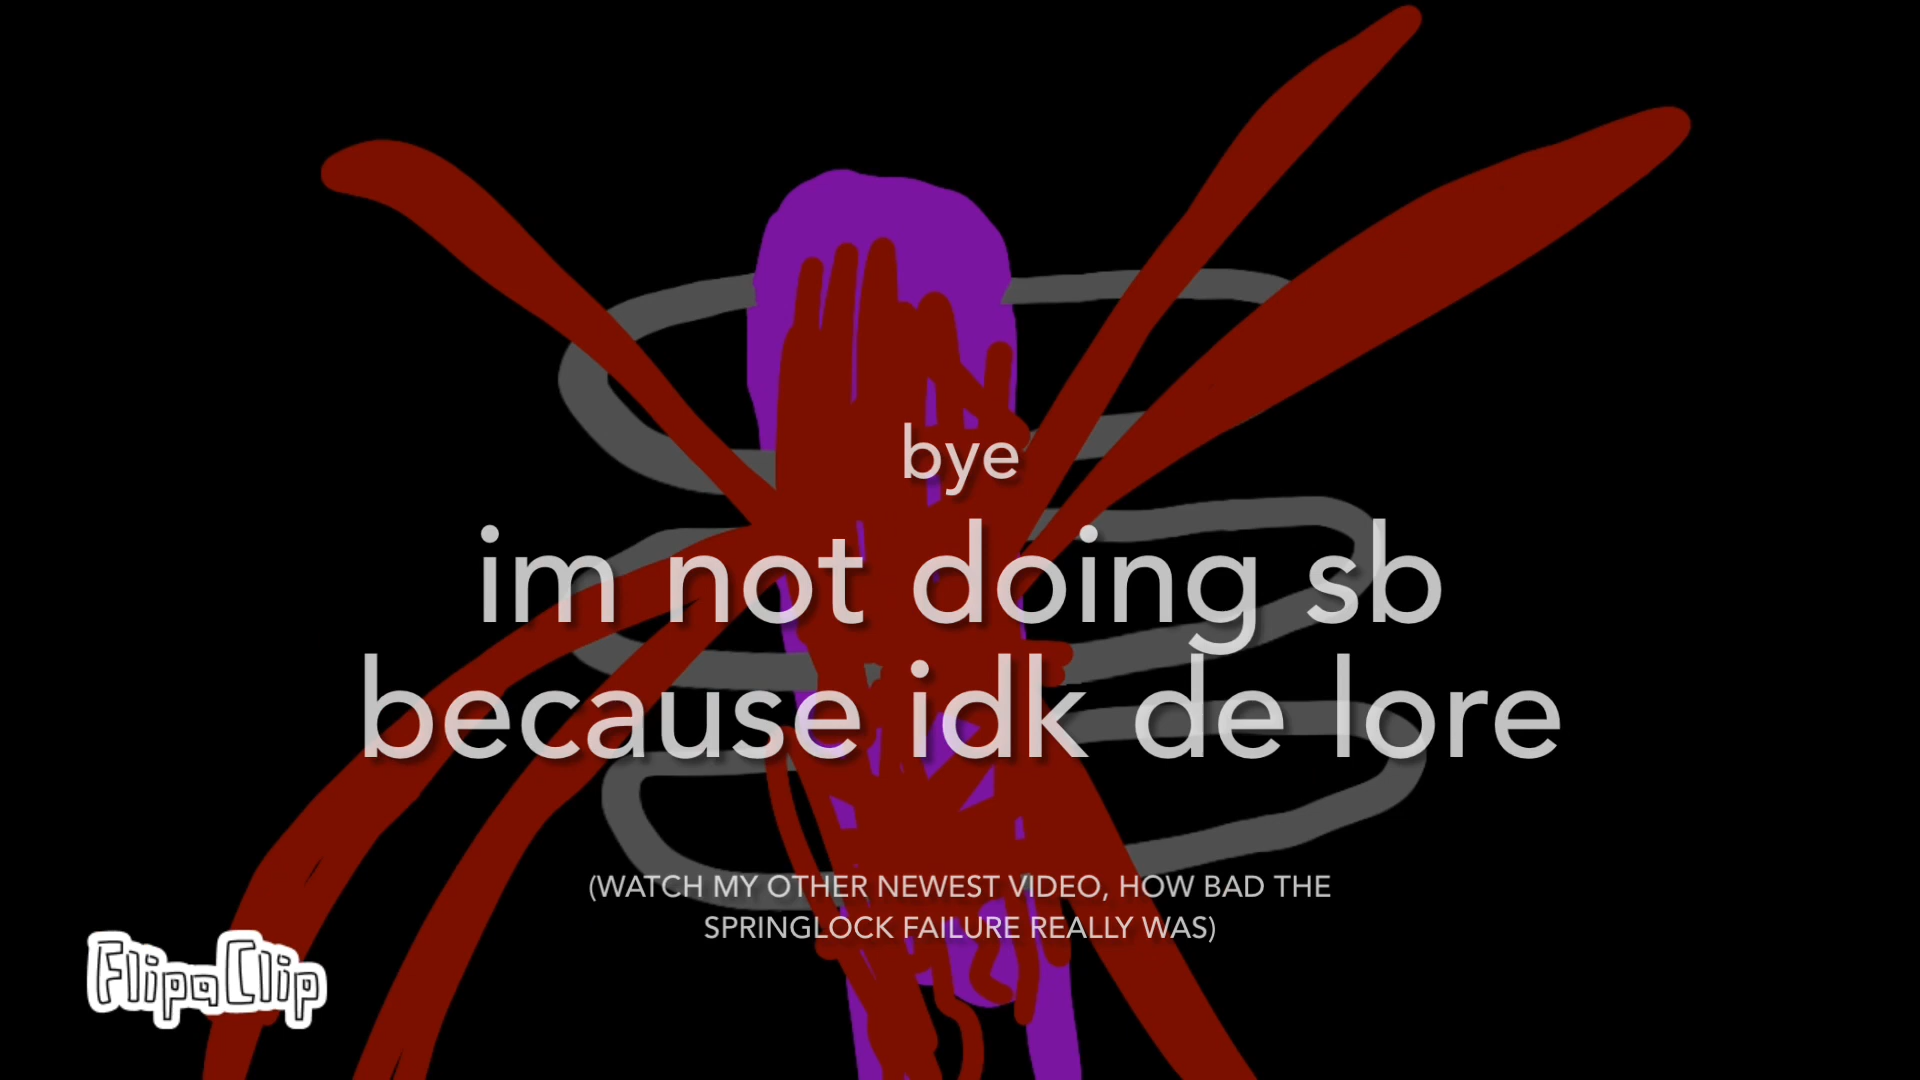 bye
im not doing sb
because idk de lore
(WATCH MY OTHER NEWEST VIDEO, HOW BAD THE
SPRINGLOCK FAILURE REALLY WAS)
FlipaClip